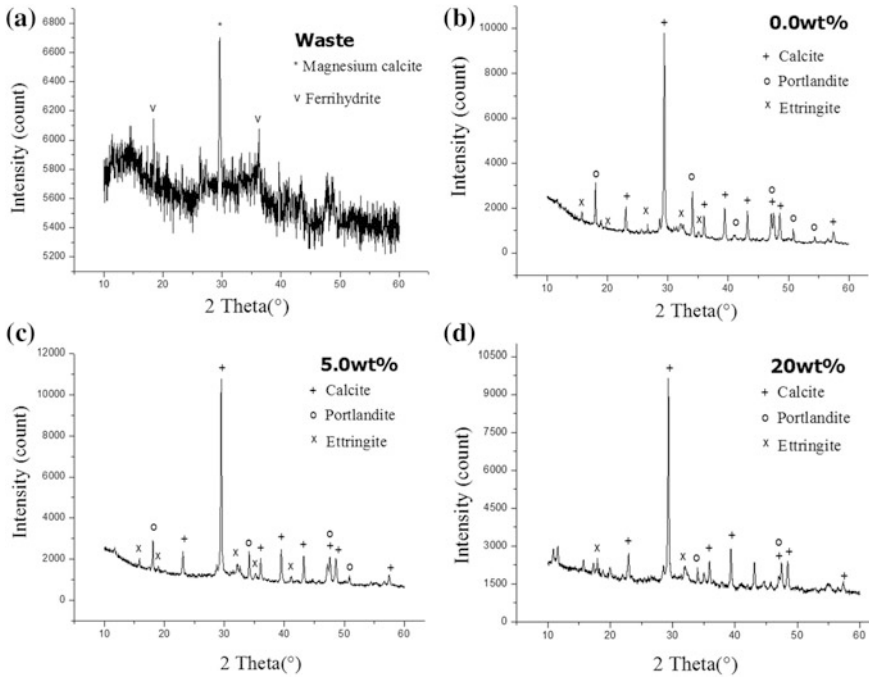 (a)
Waste
* Magnesium calcite
v Ferrihydrite
*
v
v
Intensity (count)
6800
6600
6400
6200
6000
5800
5600
5400
5200
0 10 20 30 40 50 60
2 Theta(°)
(b)
0.0wt%
+ Calcite
o Portlandite
x Ettringite
Intensity (count)
10000
8000
6000
4000
2000
0
10 20 30 40 50 60
2 Theta(°)
(c)
5.0wt%
+ Calcite
o Portlandite
x Ettringite
Intensity (count)
12000
10000
8000
6000
4000
2000
0
10 20 30 40 50 60
2 Theta(°)
(d)
20wt%
+ Calcite
o Portlandite
x Ettringite
Intensity (count)
10500
9000
7500
6000
4500
3000
1500
0
10 20 30 40 50 60
2 Theta(°)